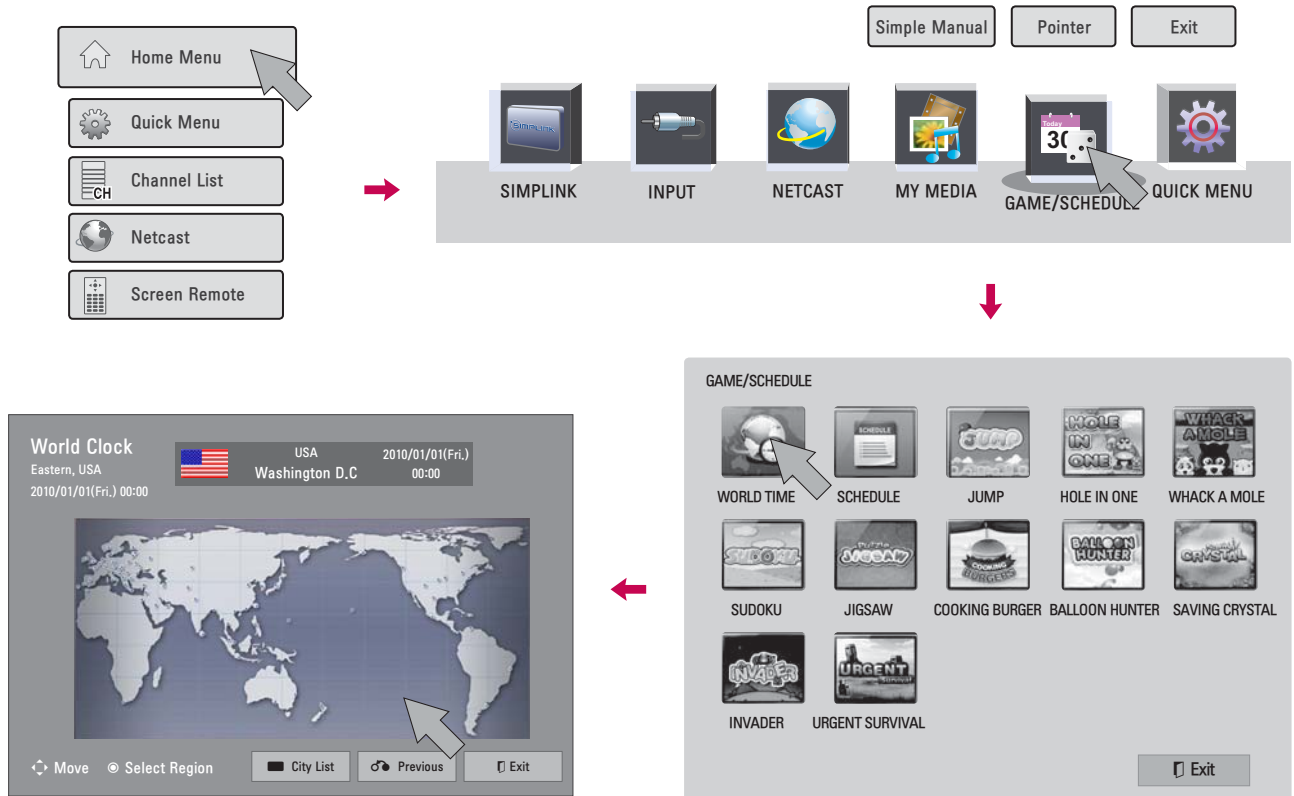 Home Menu
Quick Menu
CH
Channel List
Netcast
Screen Remote
Simple Manual
Pointer
Exit
SIMPLINK
Today
30
SIMPLINK
INPUT
NETCAST
MY MEDIA
GAME/SCHEDULE
QUICK MENU
GAME/SCHEDULE
SCHEDULE
JUMP
HOLE
IN
ONE
WHACK
A MOLE
WORLD TIME
SCHEDULE
JUMP
HOLE IN ONE
WHACK A MOLE
SUDOKU
Puzzle
JIGSAW
COOKING
BURGERS
BALLOON
HUNTER
CRYSTAL
SUDOKU
JIGSAW
COOKING BURGER
BALLOON HUNTER
SAVING CRYSTAL
INVADER
URGENT
Survival
INVADER
URGENT SURVIVAL
Exit
World Clock
Eastern, USA
2010/01/01(Fri.) 00:00
USA
Washington D.C
2010/01/01(Fri.)
00:00
Move
Select Region
City List
Previous
Exit